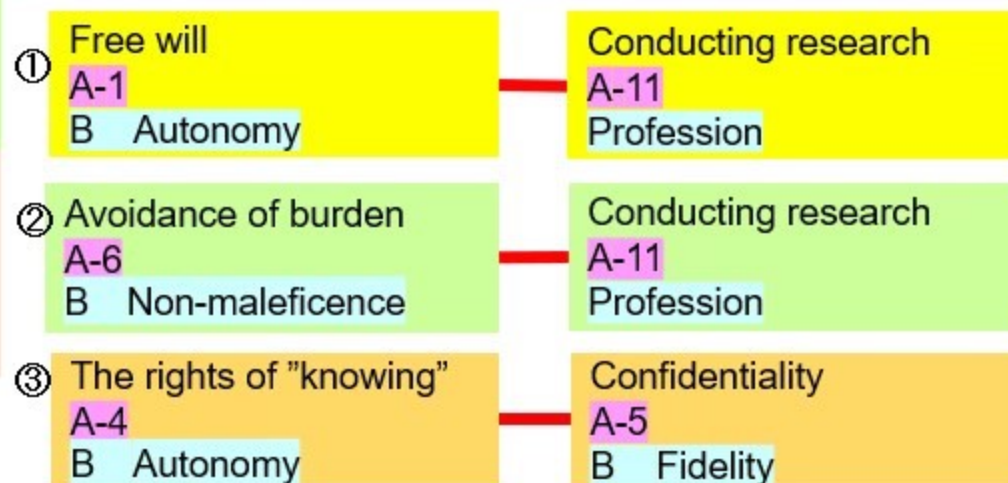 ① Free will
A-1
B Autonomy
Conducting research
A-11
Profession
② Avoidance of burden
A-6
B Non-maleficence
Conducting research
A-11
Profession
③ The rights of ”knowing”
A-4
B Autonomy
Confidentiality
A-5
B Fidelity